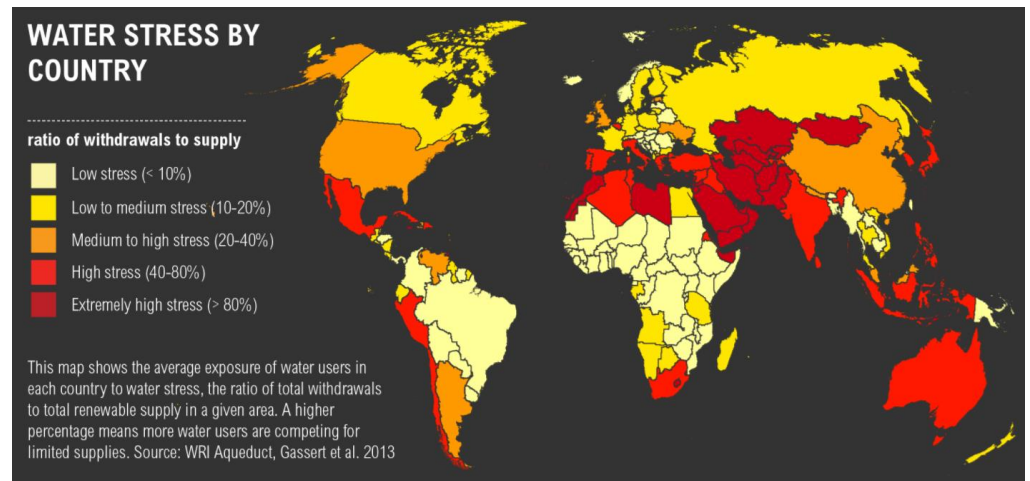 WATER STRESS BY
COUNTRY
ratio of withdrawals to supply
Low stress (< 10%)
Low to medium stress (10-20%)
Medium to high stress (20-40%)
High stress (40-80%)
Extremely high stress (> 80%)
This map shows the average exposure of water users in
each country to water stress, the ratio of total withdrawals
to total renewable supply in a given area. A higher
percentage means more water users are competing for
limited supplies. Source: WRI Aqueduct, Gassert et al. 2013